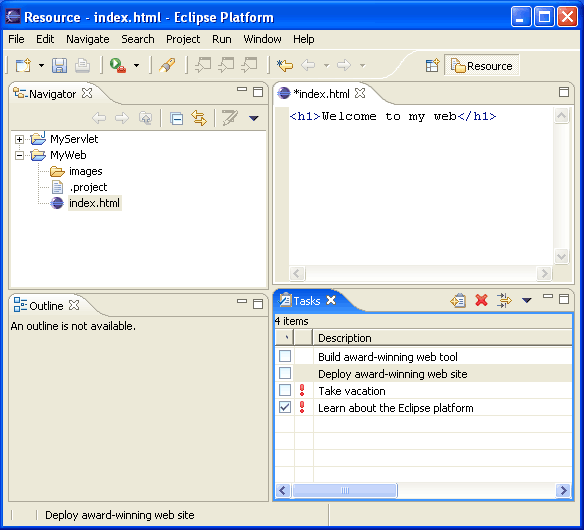 Resource - index.html - Eclipse Platform
File Edit Navigate Search Project Run Window Help
Resource
Navigator
MyServlet
MyWeb
images
.project
index.html
*index.html
<h1>Welcome to my web</h1>
Outline
An outline is not available.
Tasks
4 items
! Description
Build award-winning web tool
Deploy award-winning web site
Take vacation
Learn about the Eclipse platform
Deploy award-winning web site